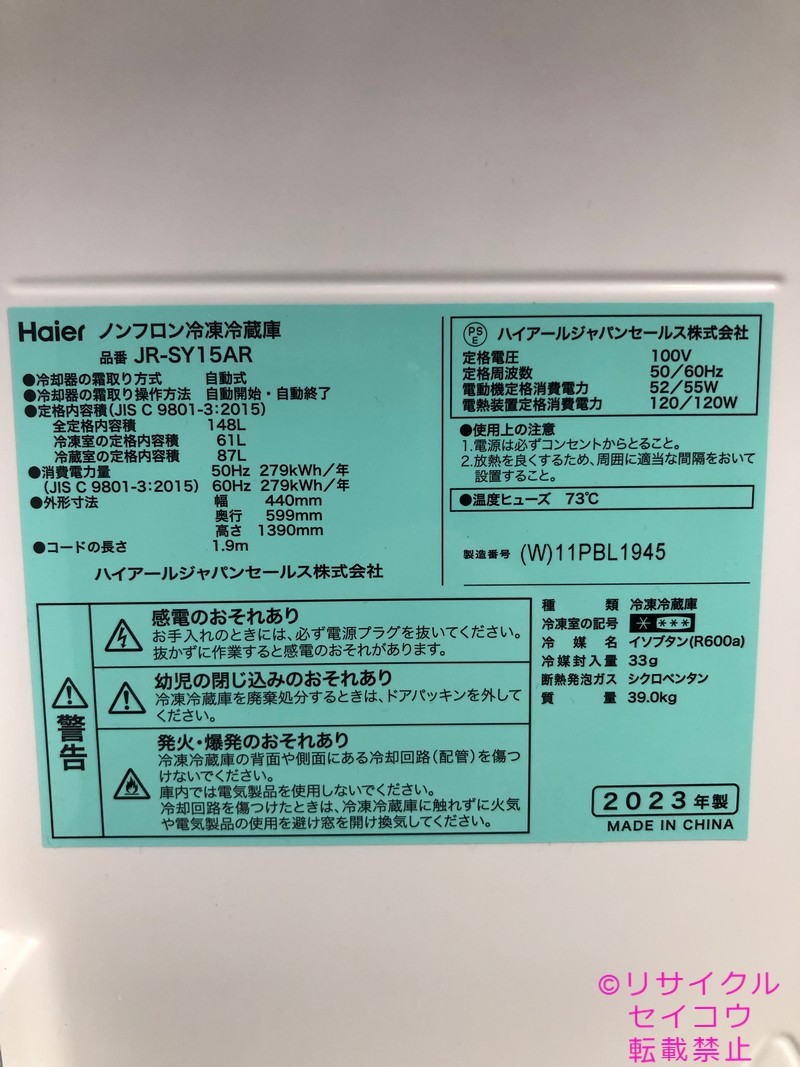 Haier ノンフロン冷凍冷蔵庫
品番 JR-SY15AR
●冷却器の霜取り方式 自動式
●冷却器の霜取り操作方法 自動開始・自動終了
●定格内容積(JIS C 9801-3:2015)
全定格内容積 148L
冷凍室の定格内容積 61L
冷蔵室の定格内容積 87L
●消費電力量 50Hz 279kWh/年
(JIS C 9801-3:2015) 60Hz 279kWh/年
●外形寸法 幅 440mm
奥行 599mm
高さ 1390mm
●コードの長さ 1.9m
ハイアールジャパンセールス株式会社
PSE ハイアールジャパンセールス株式会社
定格電圧 100V
定格周波数 50/60Hz
電動機定格消費電力 52/55W
電熱装置定格消費電力 120/120W
●使用上の注意
1.電源は必ずコンセントからとること。
2.放熱を良くするため、周囲に適当な間隔をおいて
設置すること。
●温度ヒューズ 73℃
製造番号 (W)11PBL1945
警告
感電のおそれあり
お手入れのときには、必ず電源プラグを抜いてください。
抜かずに作業すると感電のおそれがあります。
幼児の閉じ込みのおそれあり
冷凍冷蔵庫を廃棄処分するときは、ドアパッキンを外して
ください。
発火・爆発のおそれあり
冷凍冷蔵庫の背面や側面にある冷却回路(配管)を傷つ
けないでください。
庫内では電気製品を使用しないでください。
冷却回路を傷つけたときは、冷凍冷蔵庫に触れずに火気
や電気製品の使用を避け窓を開け換気してください。
種類 冷凍冷蔵庫
冷凍室の記号 * ***
冷媒名 イソブタン(R600a)
冷媒封入量 33g
断熱発泡ガス シクロペンタン
質量 39.0kg
2023年製
MADE IN CHINA
©リサイクル
セイコウ
転載禁止